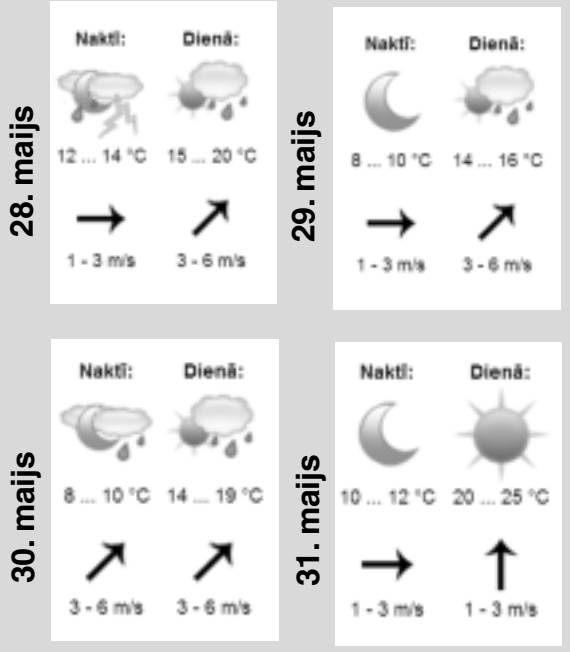 28. maijs
Naktī: Dienā:
12 ... 14 °C 15 ... 20 °C
1 - 3 m/s 3 - 6 m/s
29. maijs
Naktī: Dienā:
8 ... 10 °C 14 ... 16 °C
1 - 3 m/s 3 - 6 m/s
30. maijs
Naktī: Dienā:
8 ... 10 °C 14 ... 19 °C
3 - 6 m/s 3 - 6 m/s
31. maijs
Naktī: Dienā:
10 ... 12 °C 20 ... 25 °C
1 - 3 m/s 1 - 3 m/s